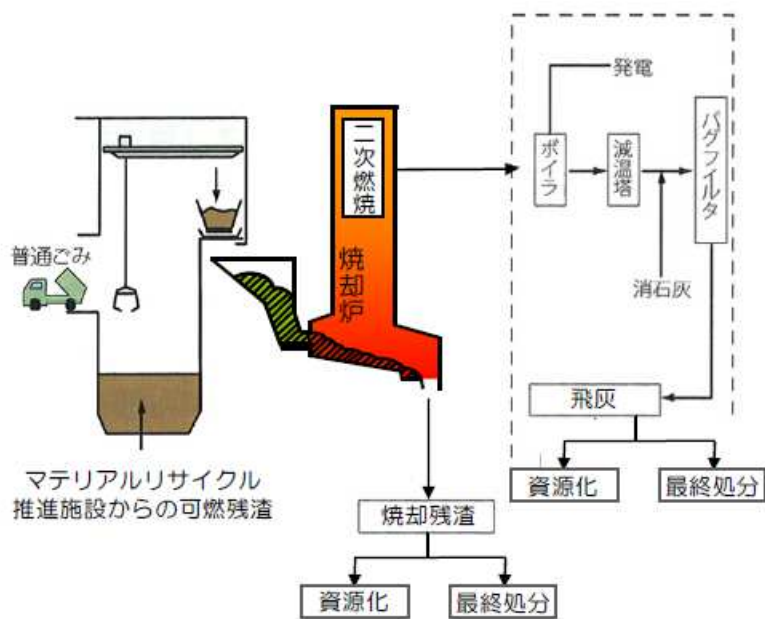 普通ごみ
マテリアルリサイクル
推進施設からの可燃残渣
二次燃焼
焼却炉
発電
ボイラ
減温塔
バグフィルタ
消石灰
飛灰
資源化
最終処分
焼却残渣
資源化
最終処分